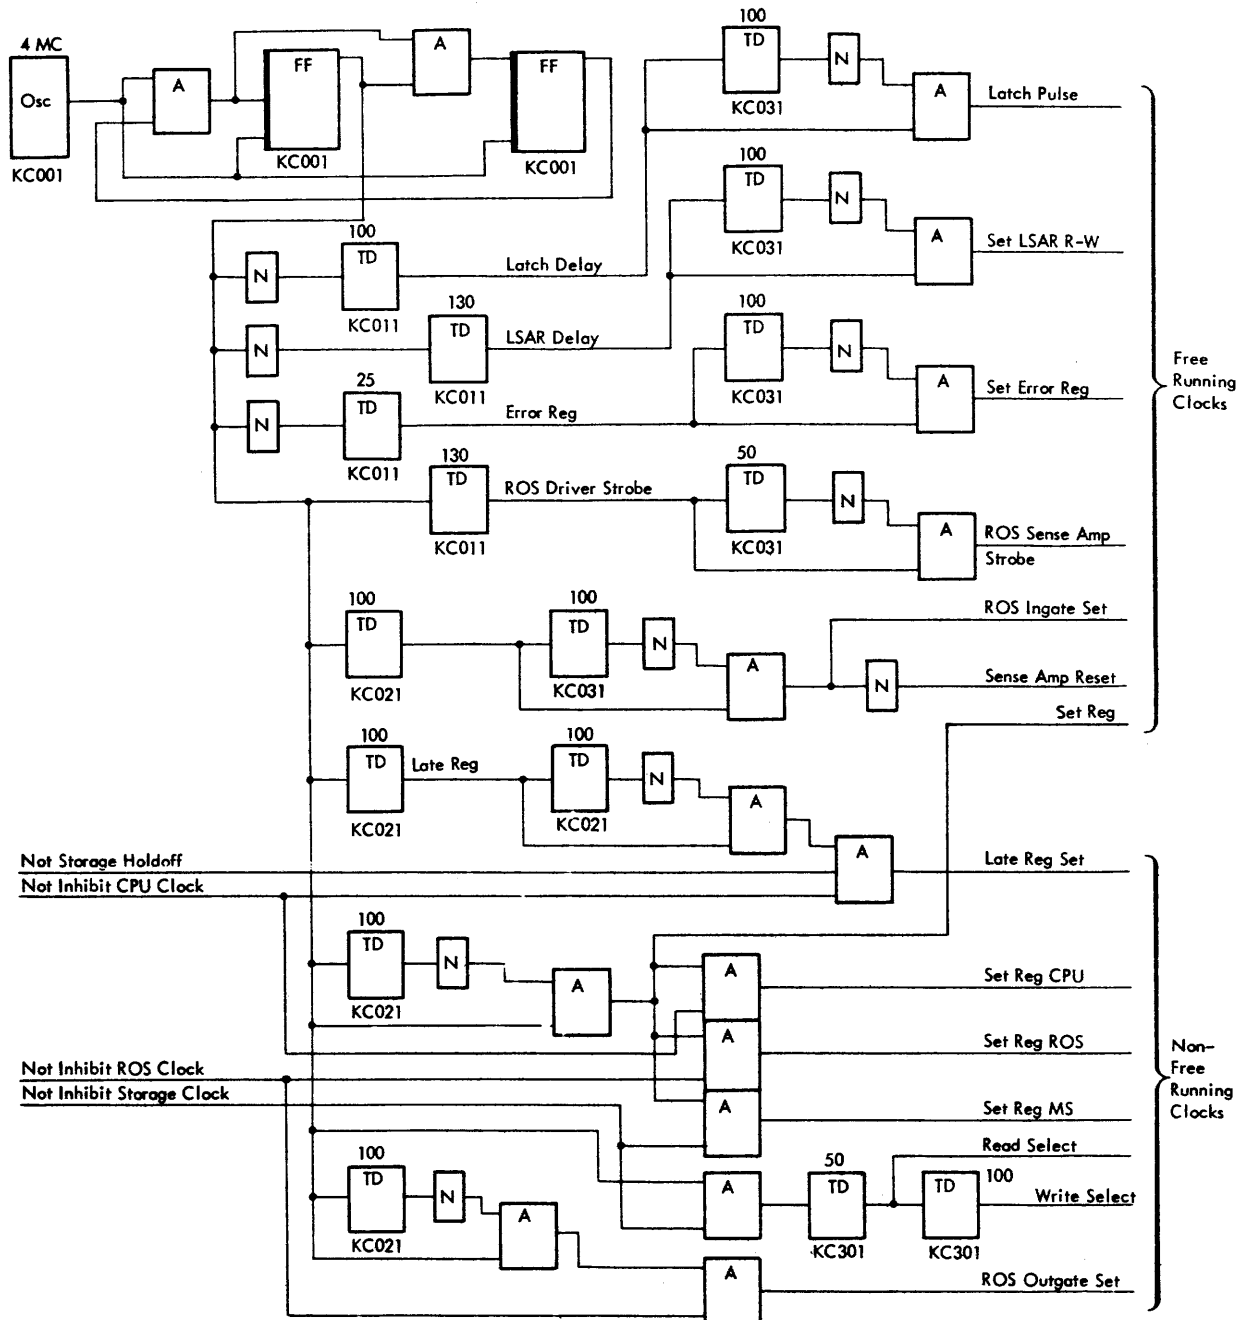 4 MC
Osc
KC001
A
FF
KC001
A
FF
KC001
100
TD
KC031
N
A
Latch Pulse
100
TD
KC031
N
A
Set LSAR R-W
N
100
TD
KC011
Latch Delay
N
130
TD
KC011
LSAR Delay
100
TD
KC031
N
A
Set Error Reg
Free
Running
Clocks
N
25
TD
KC011
Error Reg
130
TD
KC011
ROS Driver Strobe
50
TD
KC031
N
A
ROS Sense Amp
Strobe
100
TD
KC021
100
TD
KC031
N
A
ROS Ingate Set
N
Sense Amp Reset
Set Reg
100
TD
KC021
Late Reg
100
TD
KC021
N
A
A
Late Reg Set
Not Storage Holdoff
Not Inhibit CPU Clock
100
TD
KC021
N
A
A
Set Reg CPU
A
Set Reg ROS
Not Inhibit ROS Clock
Not Inhibit Storage Clock
A
Set Reg MS
Non-
Free
Running
Clocks
Read Select
100
TD
KC021
N
A
A
50
TD
KC301
TD
100
KC301
Write Select
A
ROS Outgate Set